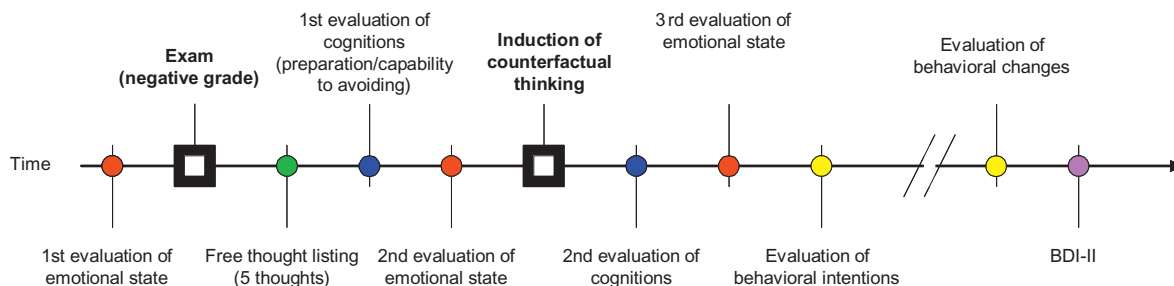 1st evaluation of
cognitions
(preparation/capability
to avoiding)
Exam
(negative grade)
Induction of
counterfactual
thinking
3rd evaluation of
emotional state
Evaluation of
behavioral changes
Time
1st evaluation of
emotional state
Free thought listing
(5 thoughts)
2nd evaluation of
emotional state
2nd evaluation of
cognitions
Evaluation of
behavioral intentions
BDI-II